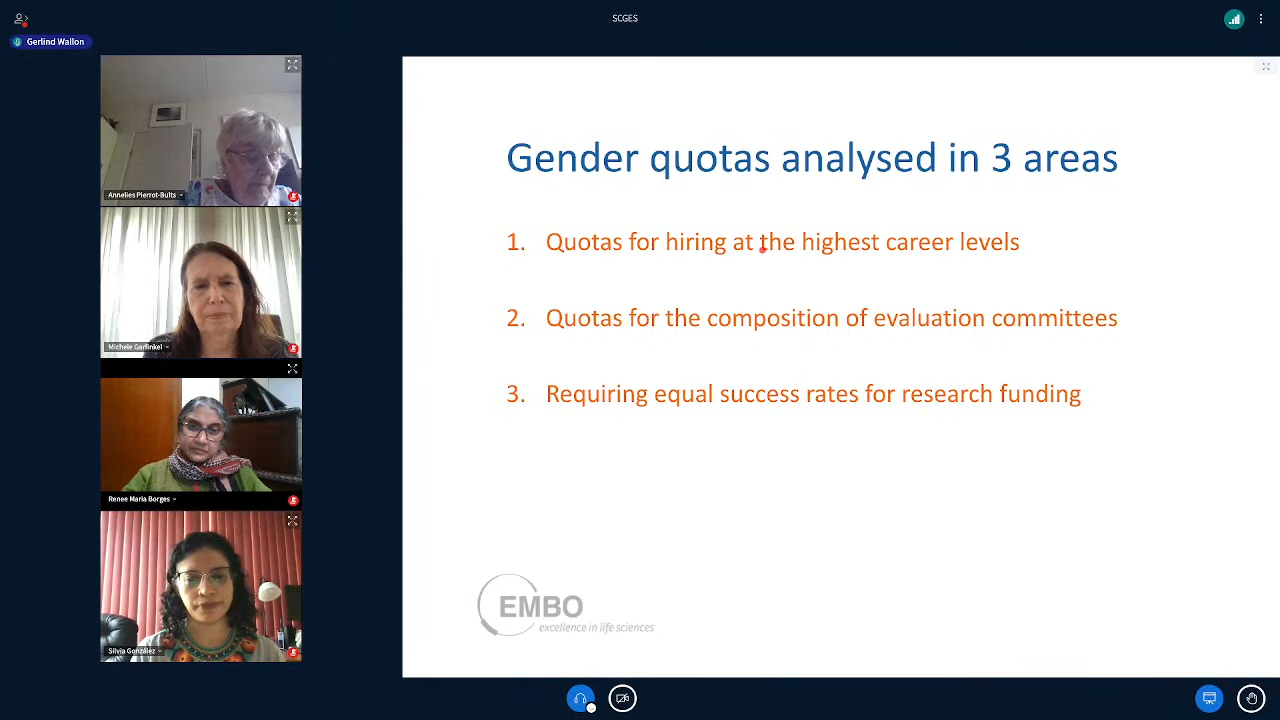 SCGES
Gerlind Wallon
Annelies Pierrot-Bults
Michele Garfinkel
Renee Maria Borges
Silvia González
Gender quotas analysed in 3 areas
1. Quotas for hiring at the highest career levels
2. Quotas for the composition of evaluation committees
3. Requiring equal success rates for research funding
EMBO
excellence in life sciences